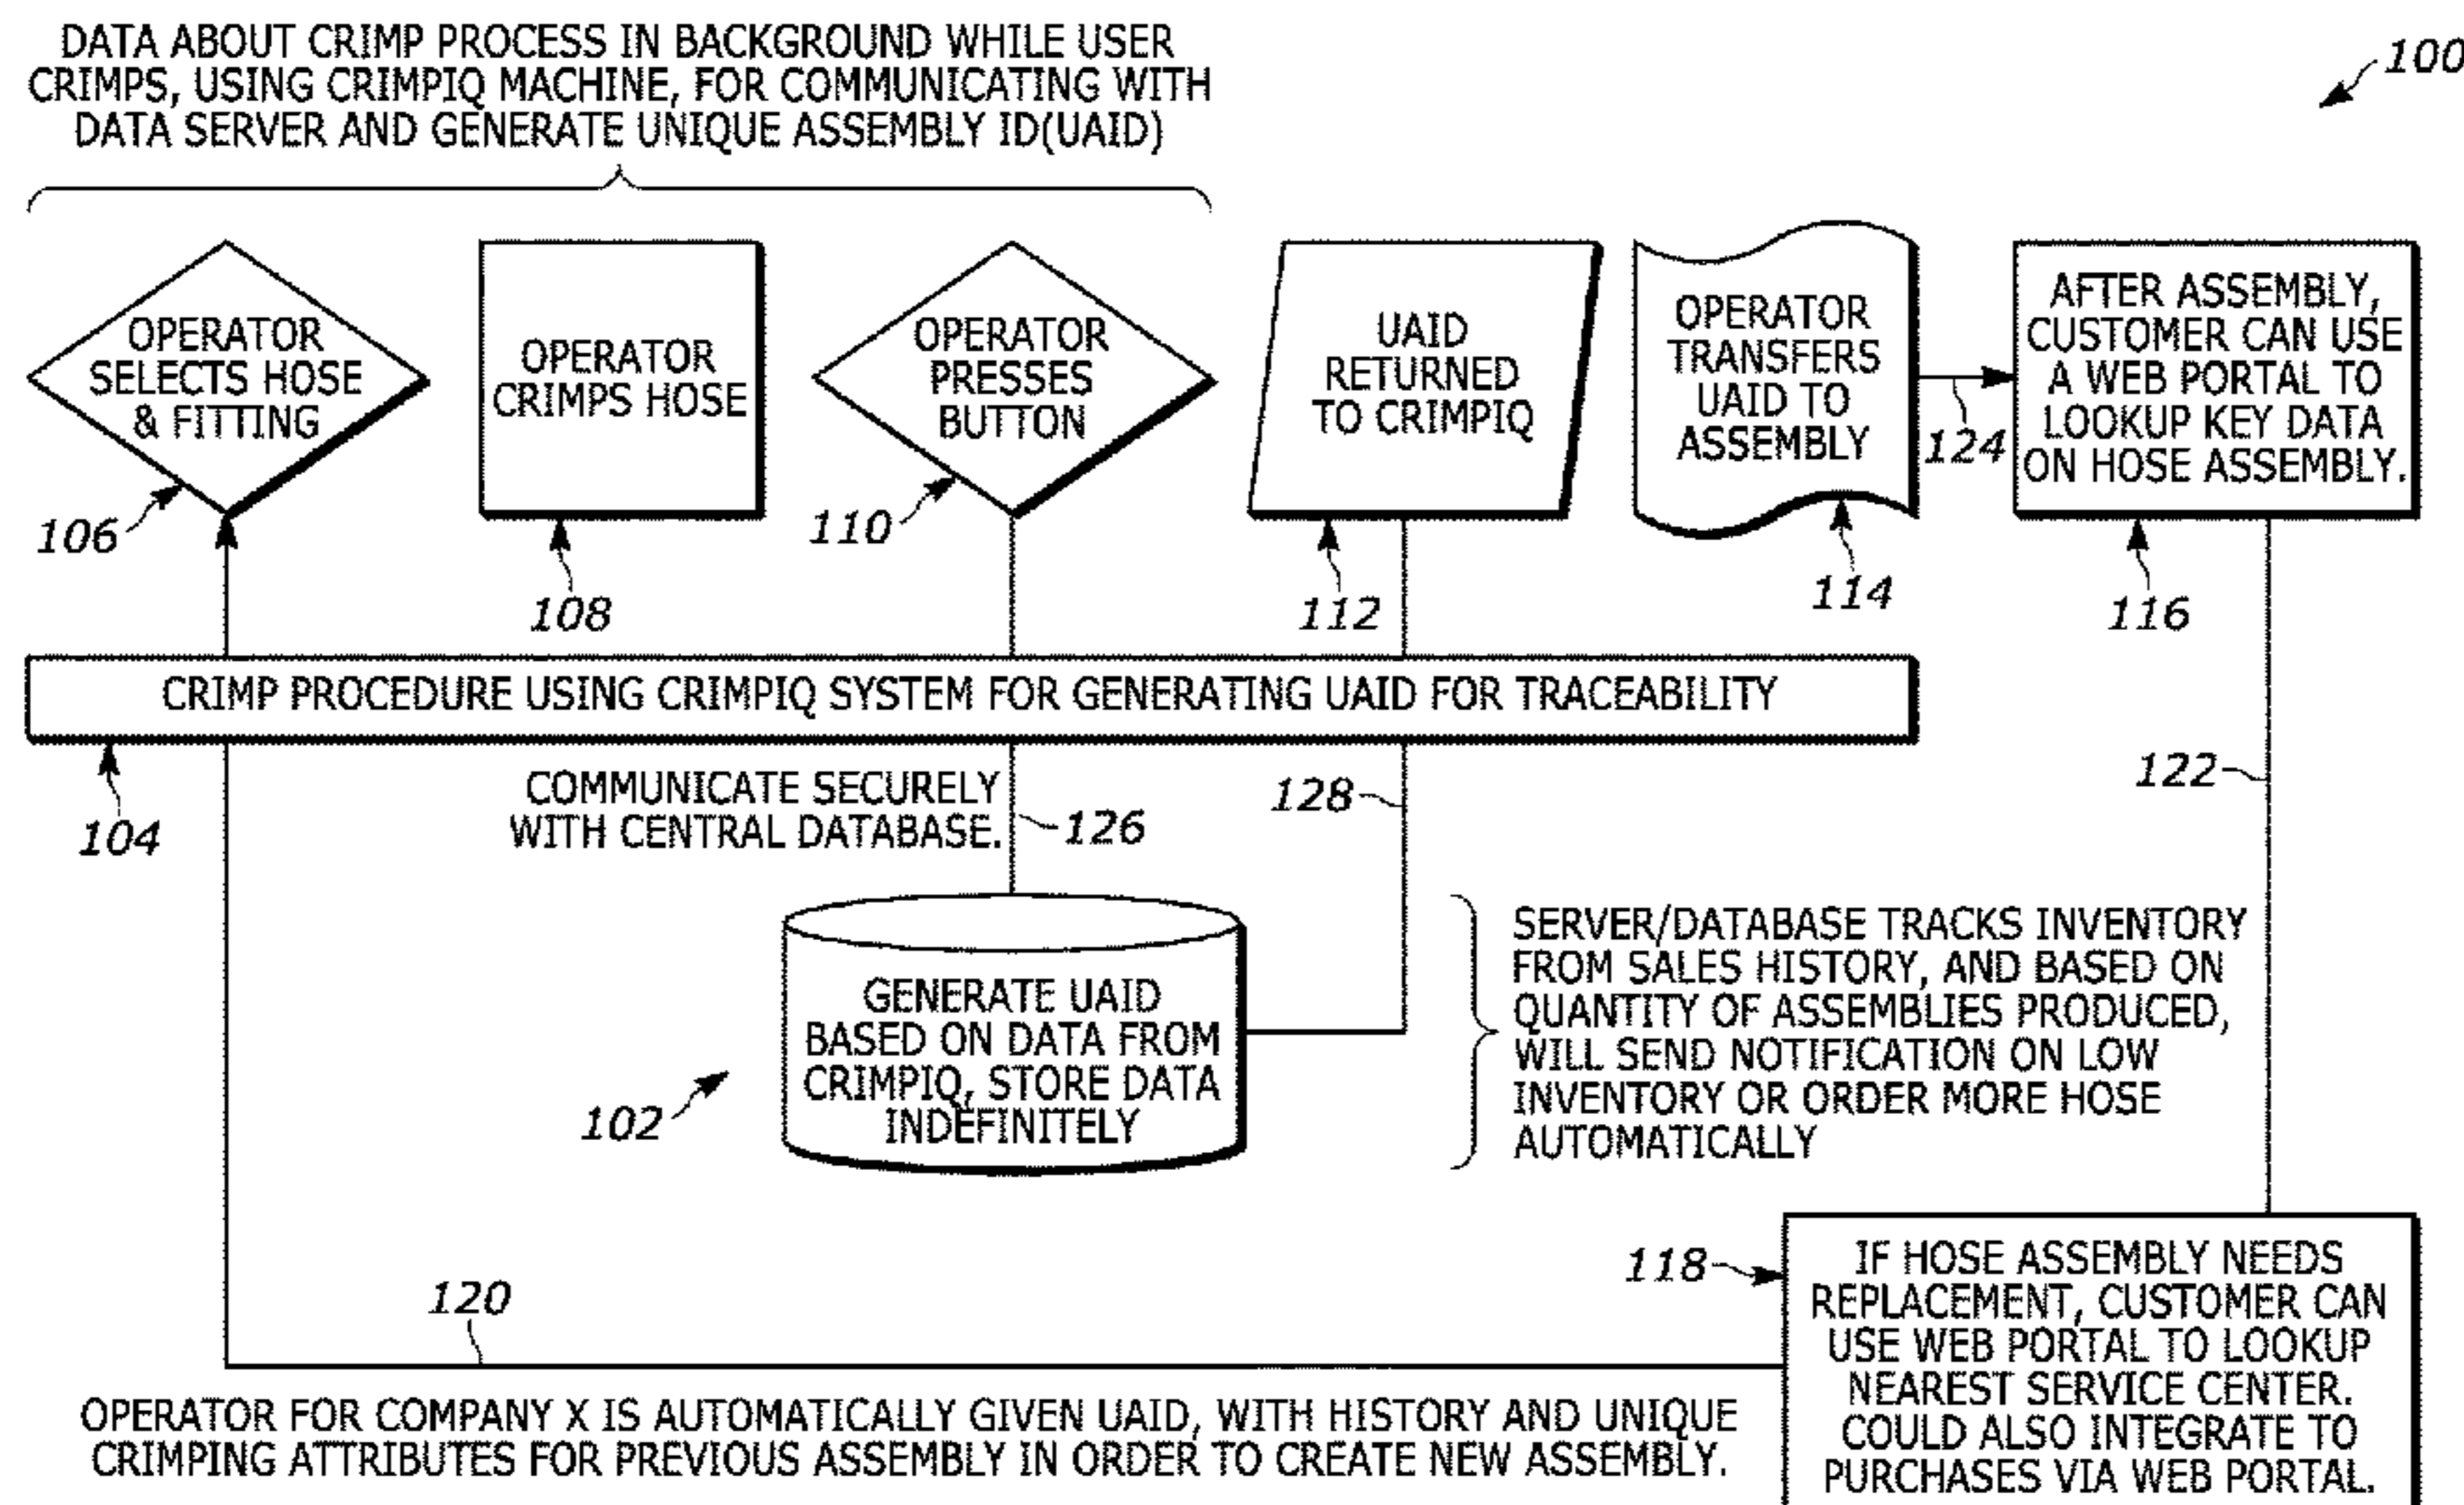 DATA ABOUT CRIMP PROCESS IN BACKGROUND WHILE USER
CRIMPS, USING CRIMPIQ MACHINE, FOR COMMUNICATING WITH
DATA SERVER AND GENERATE UNIQUE ASSEMBLY ID(UAID)
100
OPERATOR
SELECTS HOSE
& FITTING
106
OPERATOR
CRIMPS HOSE
108
OPERATOR
PRESSES
BUTTON
110
UAID
RETURNED
TO CRIMPIQ
112
OPERATOR
TRANSFERS
UAID TO
ASSEMBLY
114
124
AFTER ASSEMBLY,
CUSTOMER CAN USE
A WEB PORTAL TO
LOOKUP KEY DATA
ON HOSE ASSEMBLY.
116
CRIMP PROCEDURE USING CRIMPIQ SYSTEM FOR GENERATING UAID FOR TRACEABILITY
104
COMMUNICATE SECURELY
WITH CENTRAL DATABASE.
126
128
122
GENERATE UAID
BASED ON DATA FROM
CRIMPIQ, STORE DATA
INDEFINITELY
102
SERVER/DATABASE TRACKS INVENTORY
FROM SALES HISTORY, AND BASED ON
QUANTITY OF ASSEMBLIES PRODUCED,
WILL SEND NOTIFICATION ON LOW
INVENTORY OR ORDER MORE HOSE
AUTOMATICALLY
118
IF HOSE ASSEMBLY NEEDS
REPLACEMENT, CUSTOMER CAN
USE WEB PORTAL TO LOOKUP
NEAREST SERVICE CENTER.
COULD ALSO INTEGRATE TO
PURCHASES VIA WEB PORTAL.
120
OPERATOR FOR COMPANY X IS AUTOMATICALLY GIVEN UAID, WITH HISTORY AND UNIQUE
CRIMPING ATTRIBUTES FOR PREVIOUS ASSEMBLY IN ORDER TO CREATE NEW ASSEMBLY.